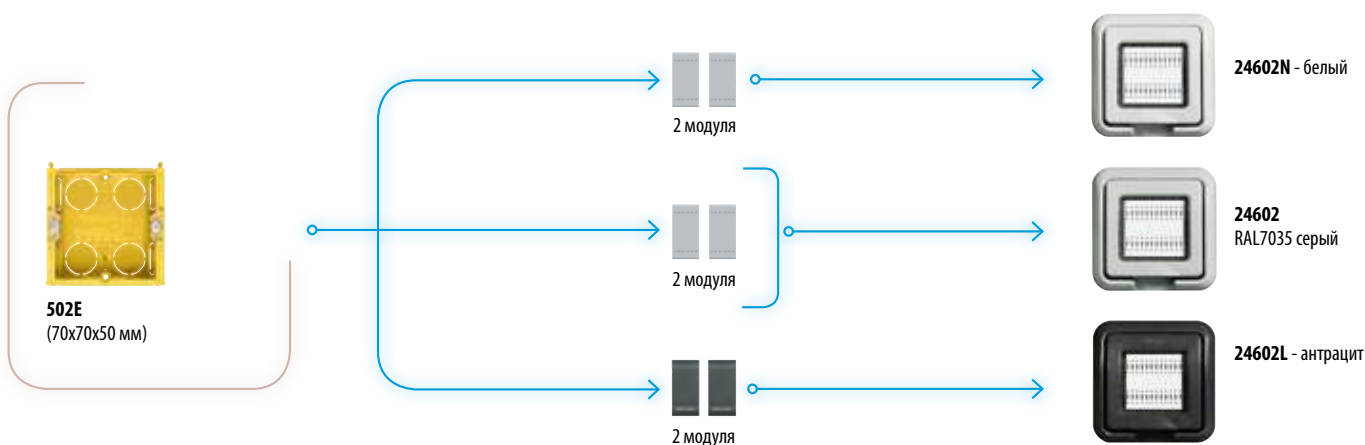 24602N - белый
2 модуля
24602
RAL7035 серый
2 модуля
502E
(70x70x50 мм)
24602L - антрацит
2 модуля